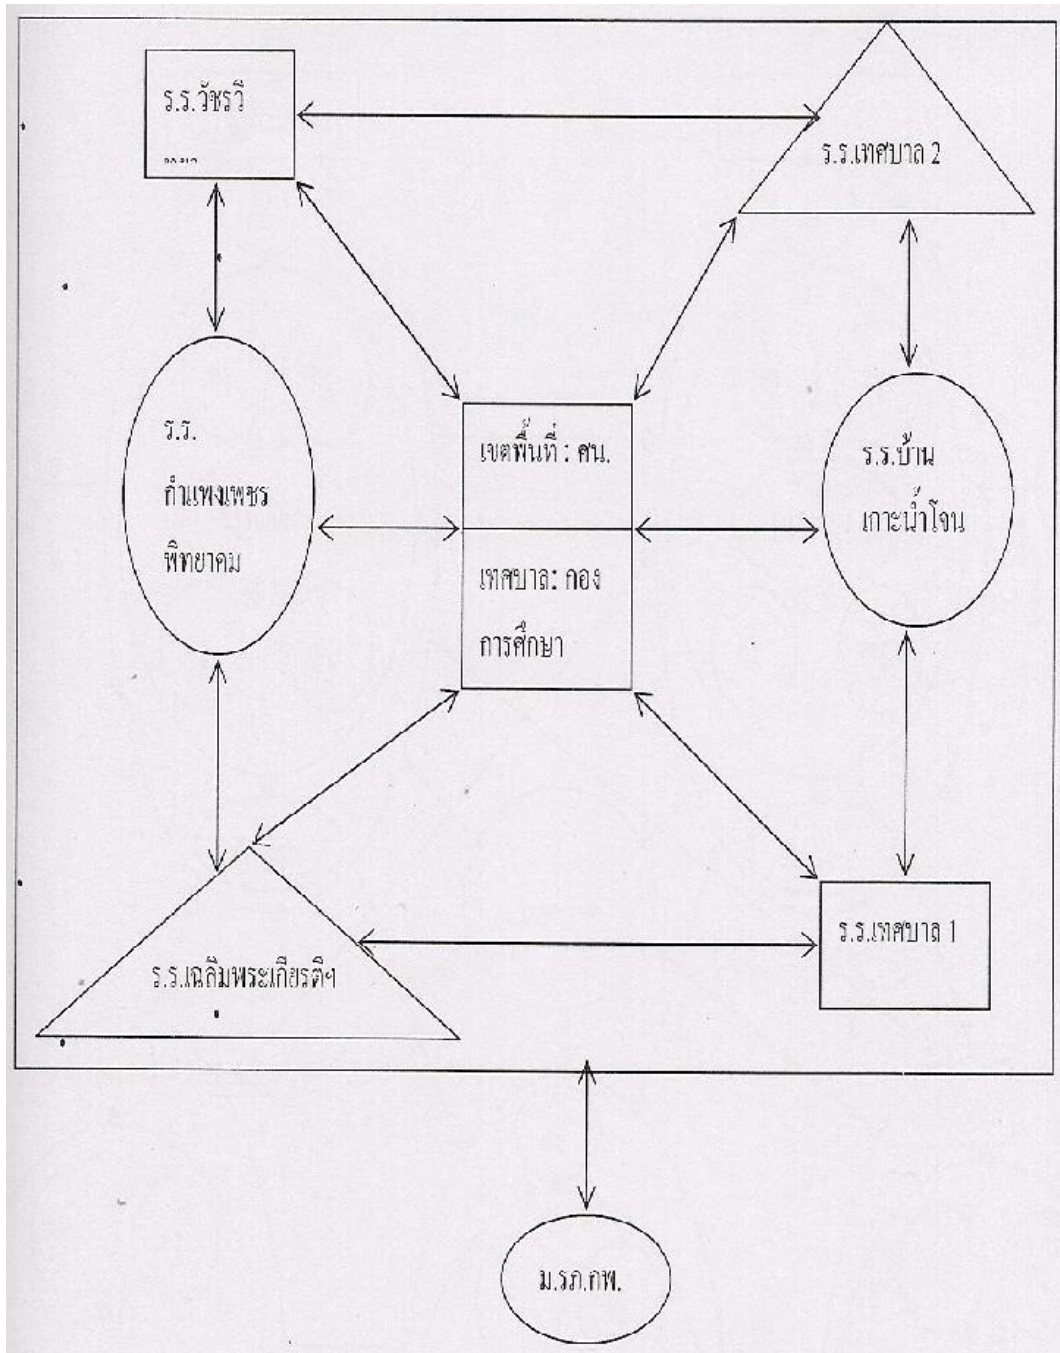 ร.ร.วัชรวิ
ร.ร.เทศบาล 2
ร.ร.
กำแพงเพชร
พิทยาคม
เขตพื้นที่ : ศน.
เทศบาล: กอง
การศึกษา
ร.ร.บ้าน
เกาะน้ำโจน
ร.ร.เฉลิมพระเกียรติฯ
ร.ร.เทศบาล 1
ม.รภ.กพ.